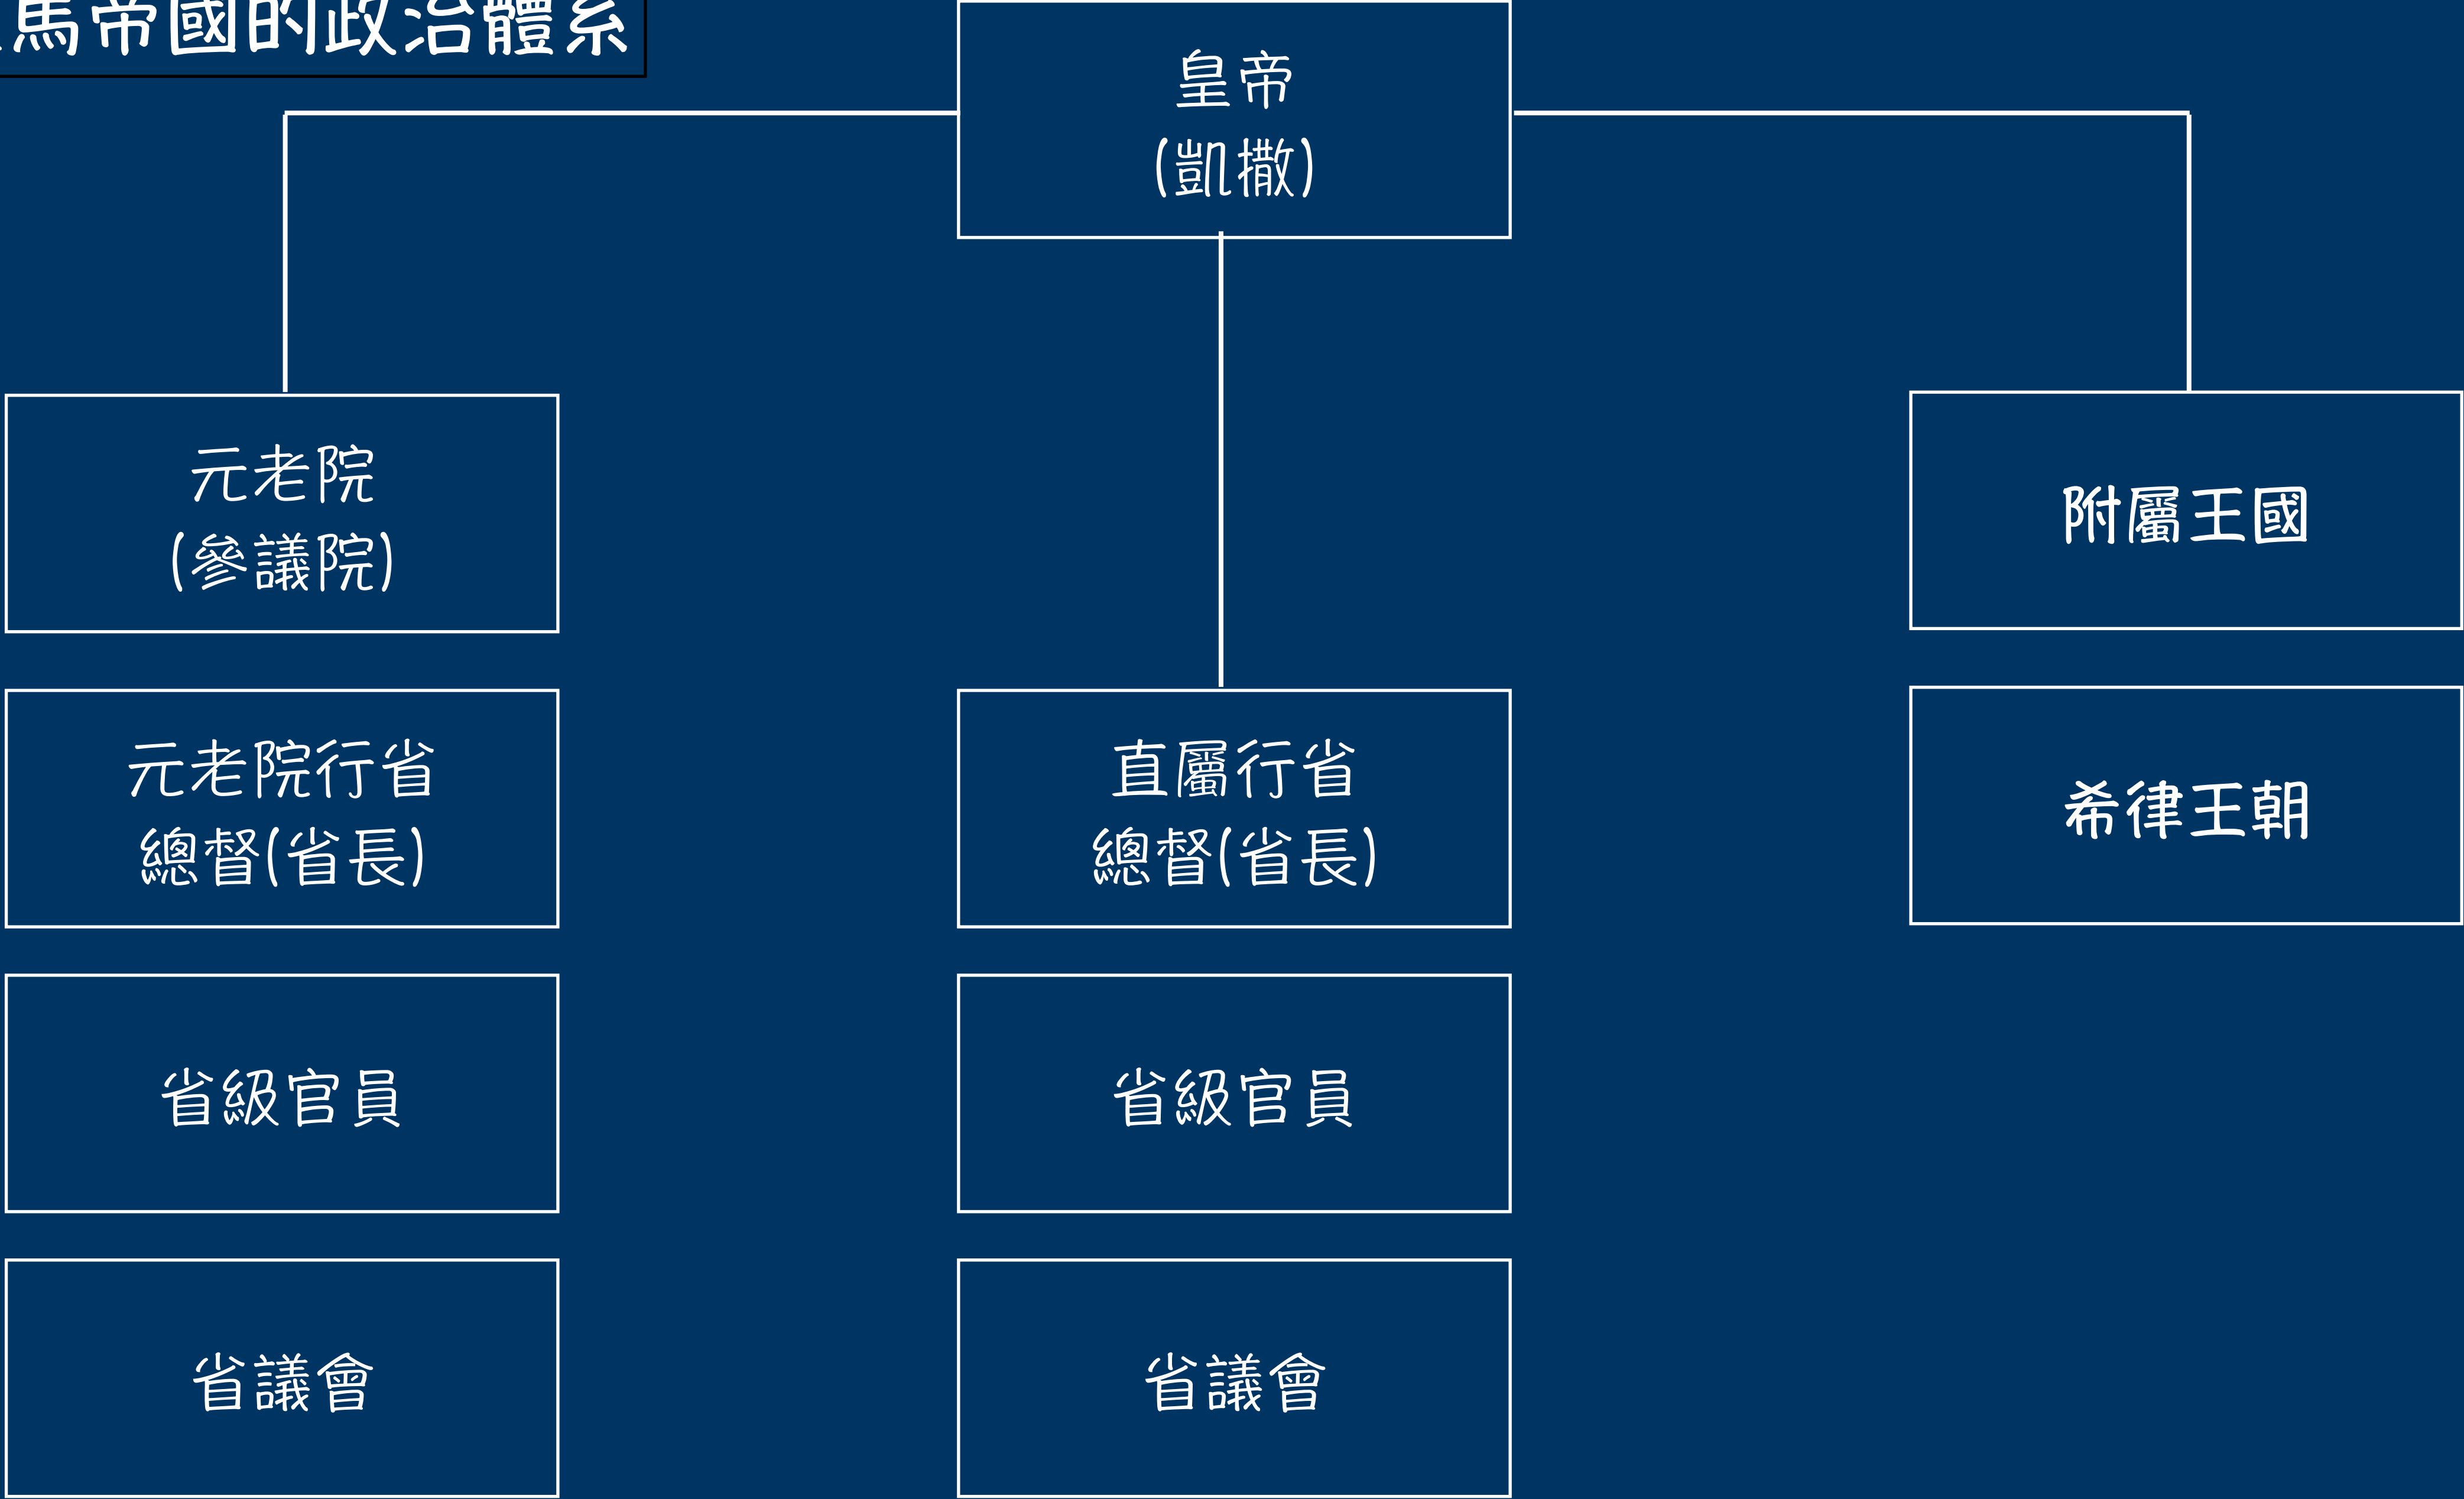 馬帝國的政治體系
皇帝
(凱撒)
元老院
(參議院)
附屬王國
元老院行省
總督(省長)
直屬行省
總督(省長)
希律王朝
省級官員
省級官員
省議會
省議會